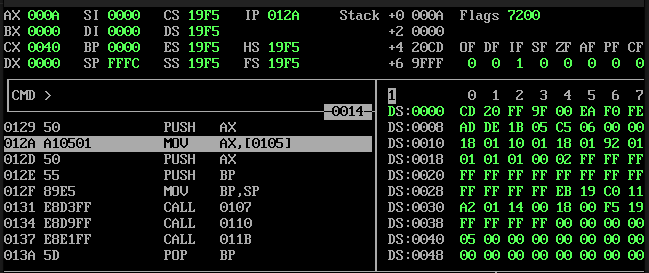 AX 000A SI 0000 CS 19F5 IP 012A Stack +0 000A Flags 7200
BX 0000 DI 0000 DS 19F5 +2 0000
CX 0040 BP 0000 ES 19F5 HS 19F5 +4 20CD OF DF IF SF ZF AF PF CF
DX 0000 SP FFFC SS 19F5 FS 19F5 +6 9FFF 0 0 1 0 0 0 0 0
CMD >
0014
1 0 1 2 3 4 5 6 7
DS:0000 CD 20 FF 9F 00 EA F0 FE
0129 50 PUSH AX DS:0008 AD DE 1B 05 C5 06 00 00
012A A10501 MOV AX,[0105] DS:0010 18 01 10 01 18 01 92 01
012D 50 PUSH AX DS:0018 01 01 01 00 02 FF FF FF
012E 55 PUSH BP DS:0020 FF FF FF FF FF FF FF FF
012F 89E5 MOV BP,SP DS:0028 FF FF FF FF EB 19 C0 11
0131 E8D3FF CALL 0107 DS:0030 A2 01 14 00 18 00 F5 19
0134 E8D9FF CALL 0110 DS:0038 FF FF FF FF 00 00 00 00
0137 E8E1FF CALL 011B DS:0040 05 00 00 00 00 00 00 00
013A 5D POP BP DS:0048 00 00 00 00 00 00 00 00